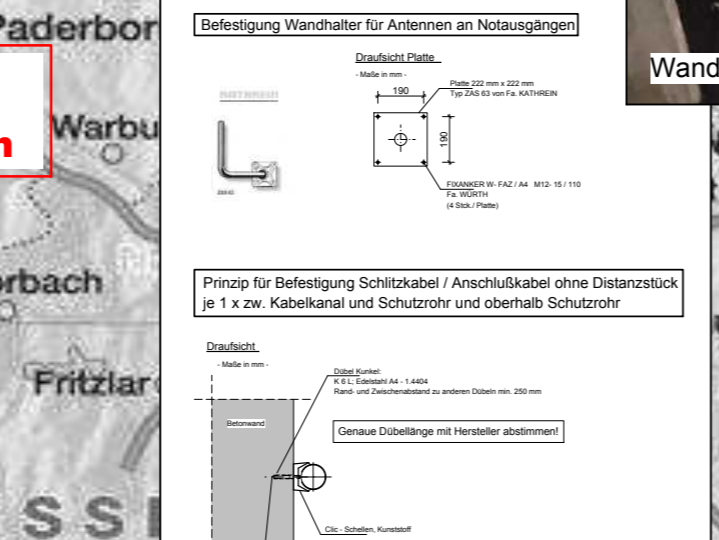 Paderbor
Warbu
rbach
Fritzlar
S S
n
Wand
Befestigung Wandhalter für Antennen an Notausgängen
Draufsicht Platte
- Maße in mm -
190
190
Platte 222 mm x 222 mm
Typ ZAS 63 von Fa. KATHREIN
KATHREIN
FIXANKER W- FAZ / A4 M12- 15 / 110
Fa. WÜRTH
(4 Stck./ Platte)
Prinzip für Befestigung Schlitzkabel / Anschlußkabel ohne Distanzstück
je 1 x zw. Kabelkanal und Schutzrohr und oberhalb Schutzrohr
Draufsicht
- Maße in mm -
Dübel Kunkel:
K 6 L; Edelstahl A4 - 1.4404
Rand- und Zwischenabstand zu anderen Dübeln min. 250 mm
Betonwand
Genaue Dübellänge mit Hersteller abstimmen!
Clic - Schellen, Kunststoff